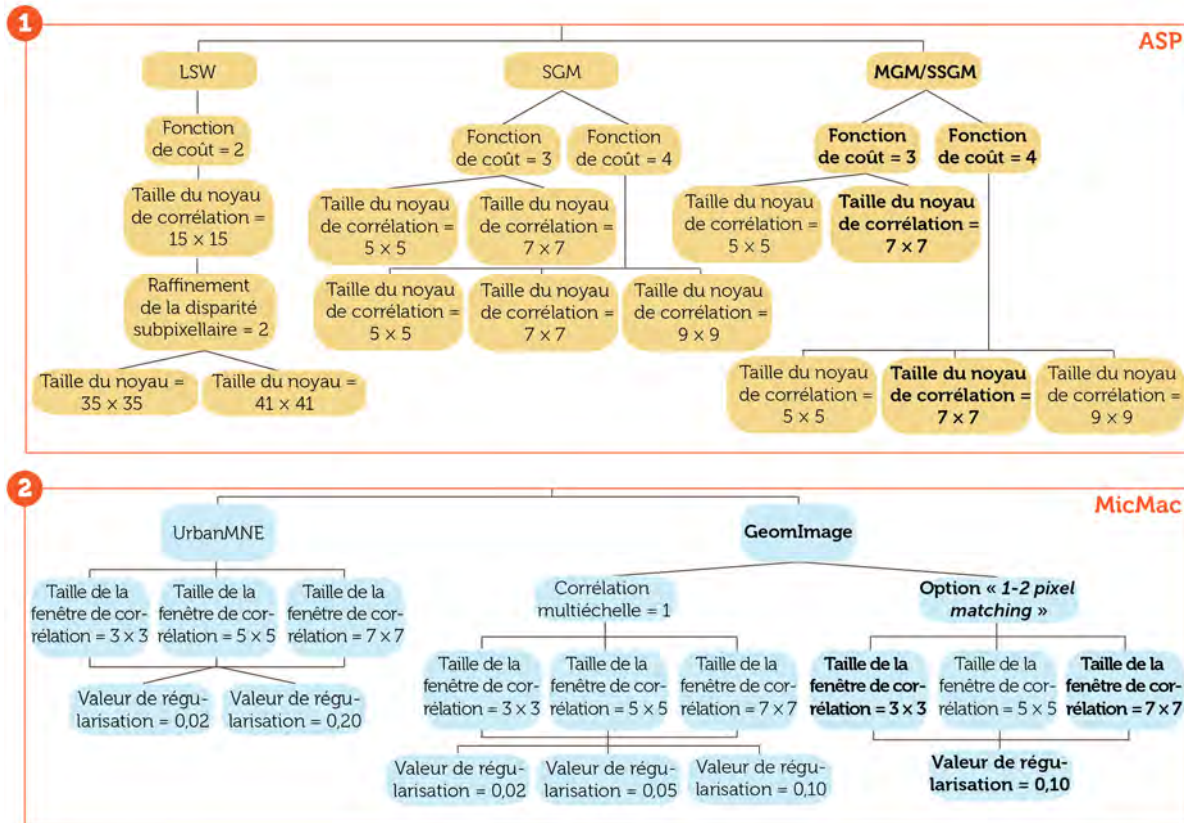 1
ASP
LSW
SGM
MGM/SSGM
Fonction
de coût = 2
Fonction
de coût = 3
Fonction
de coût = 4
Fonction
de coût = 3
Fonction
de coût = 4
Taille du noyau
de corrélation =
15 × 15
Taille du noyau
de corrélation =
5 × 5
Taille du noyau
de corrélation =
7 × 7
Taille du noyau
de corrélation =
5 × 5
Taille du noyau
de corrélation =
7 × 7
Raffinement
de la disparité
subpixellaire = 2
Taille du noyau
de corrélation =
5 × 5
Taille du noyau
de corrélation =
7 × 7
Taille du noyau
de corrélation =
9 × 9
Taille du noyau =
35 × 35
Taille du noyau =
41 × 41
Taille du noyau
de corrélation =
5 × 5
Taille du noyau
de corrélation =
7 × 7
Taille du noyau
de corrélation =
9 × 9
2
MicMac
UrbanMNE
GeomImage
Taille de la
fenêtre de cor-
rélation = 3 × 3
Taille de la
fenêtre de cor-
rélation = 5 × 5
Taille de la
fenêtre de cor-
rélation = 7 × 7
Corrélation
multiéchelle = 1
Option « 1-2 pixel
matching »
Taille de la
fenêtre de cor-
rélation = 3 × 3
Taille de la
fenêtre de cor-
rélation = 5 × 5
Taille de la
fenêtre de cor-
rélation = 7 × 7
Taille de la
fenêtre de cor-
rélation = 3 × 3
Taille de la
fenêtre de cor-
rélation = 5 × 5
Taille de la
fenêtre de cor-
rélation = 7 × 7
Valeur de régu-
larisation = 0,02
Valeur de régu-
larisation = 0,20
Valeur de régu-
larisation = 0,02
Valeur de régu-
larisation = 0,05
Valeur de régu-
larisation = 0,10
Valeur de régu-
larisation = 0,10